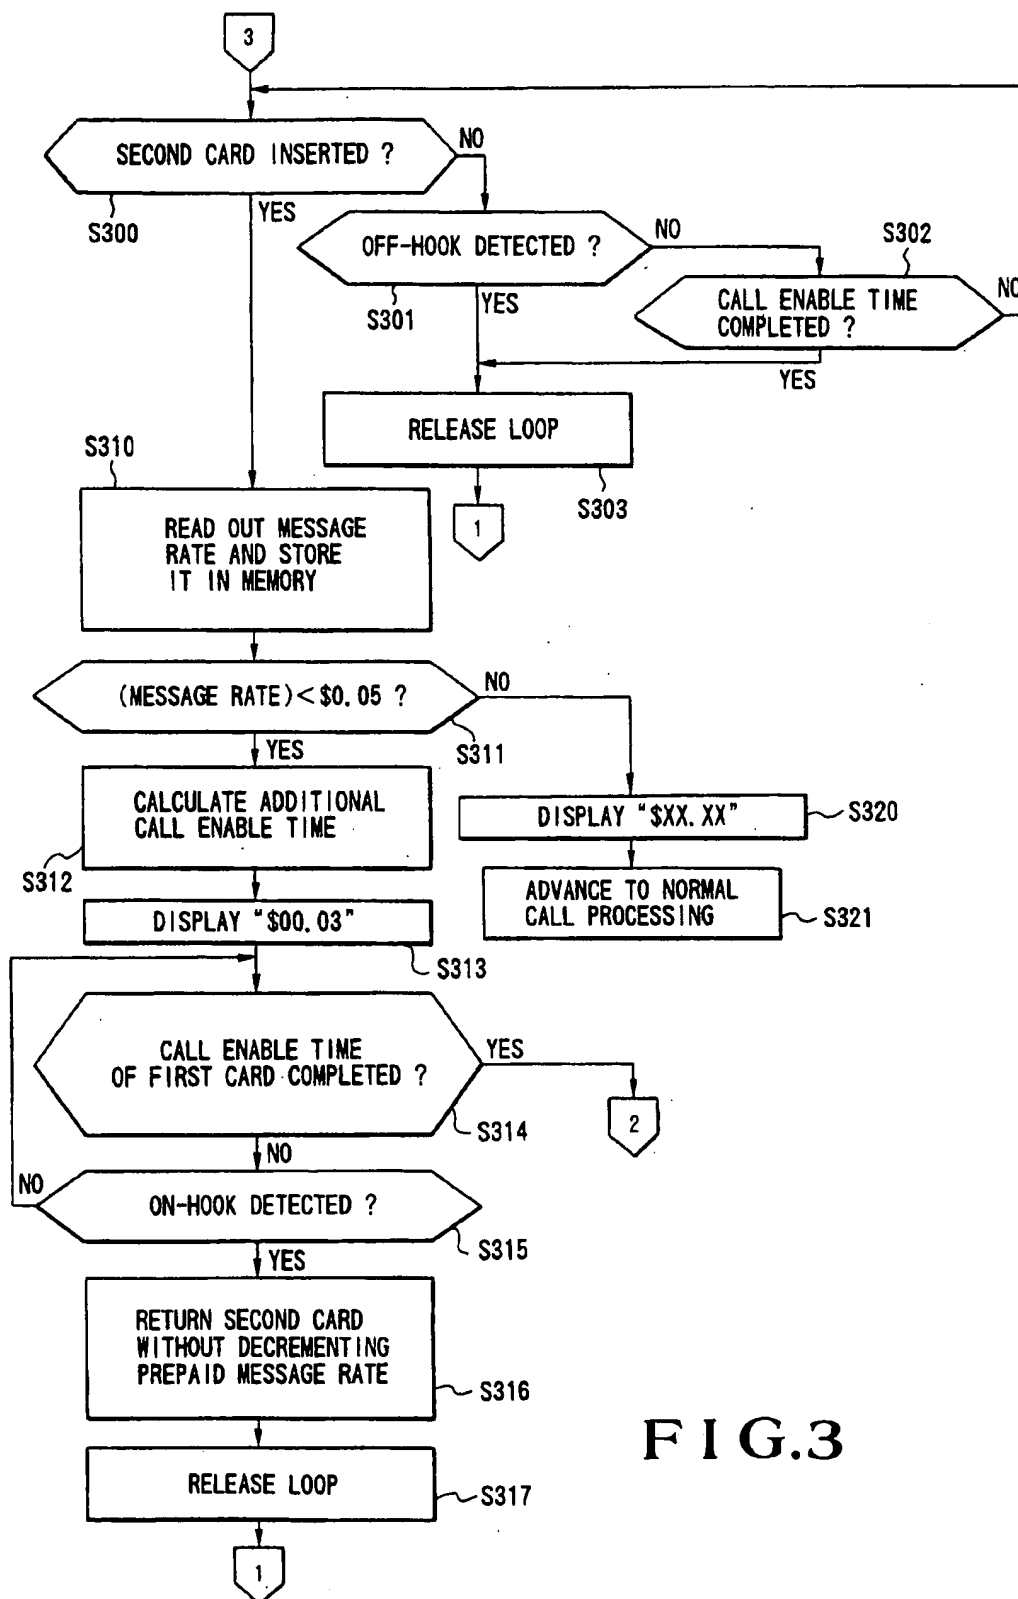 3
SECOND CARD INSERTED ?
NO
YES
S300
OFF-HOOK DETECTED ?
NO
S302
S301
YES
CALL ENABLE TIME
COMPLETED ?
NO
YES
RELEASE LOOP
S303
1
S310
READ OUT MESSAGE
RATE AND STORE
IT IN MEMORY
(MESSAGE RATE)<$0.05 ?
NO
S311
YES
CALCULATE ADDITIONAL
CALL ENABLE TIME
S312
DISPLAY "$XX.XX"
S320
ADVANCE TO NORMAL
CALL PROCESSING
S321
DISPLAY "$00.03"
S313
CALL ENABLE TIME
OF FIRST CARD COMPLETED ?
YES
S314
2
NO
NO
ON-HOOK DETECTED ?
S315
YES
RETURN SECOND CARD
WITHOUT DECREMENTING
PREPAID MESSAGE RATE
S316
RELEASE LOOP
S317
1
FIG.3